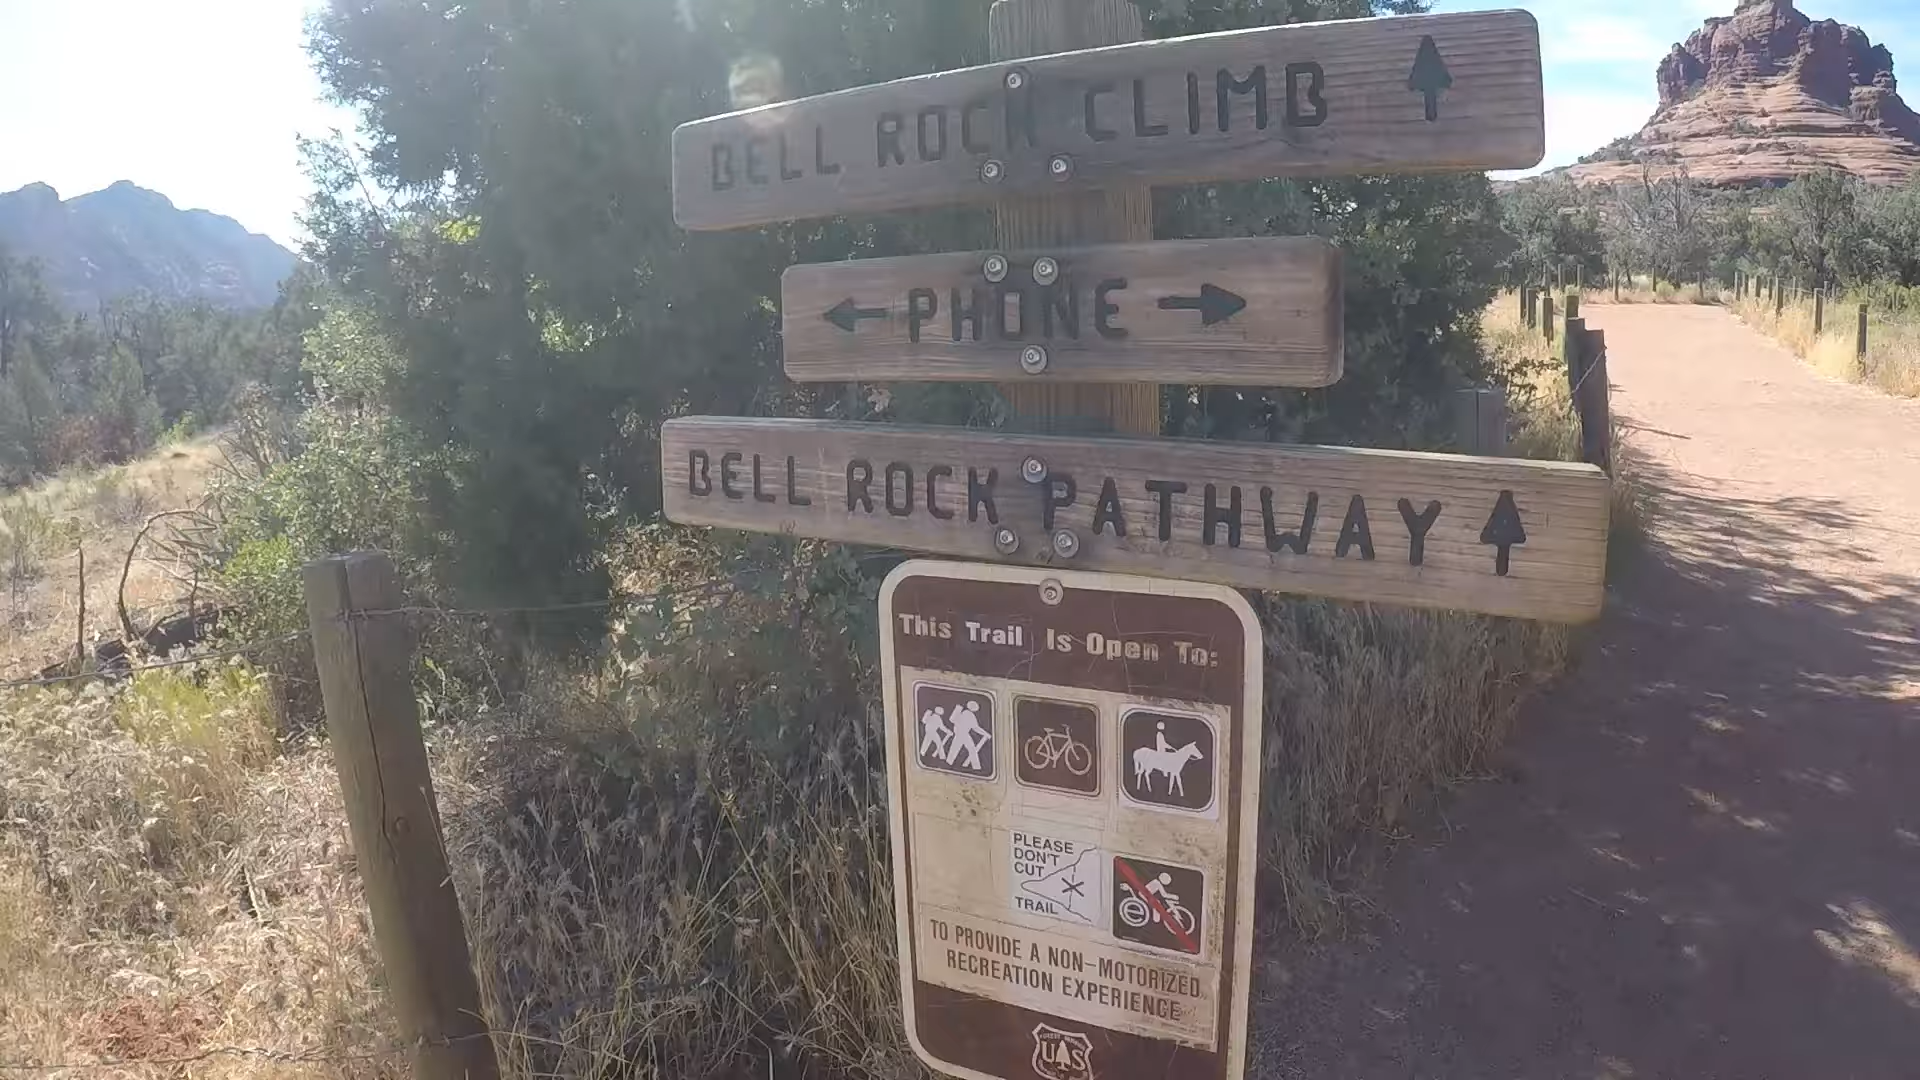 BELL ROCK CLIMB
PHONE
BELL ROCK PATHWAY
This Trail Is Open To:
PLEASE
DON'T
CUT
TRAIL
e
TO PROVIDE A NON-MOTORIZED
RECREATION EXPERIENCE
U S